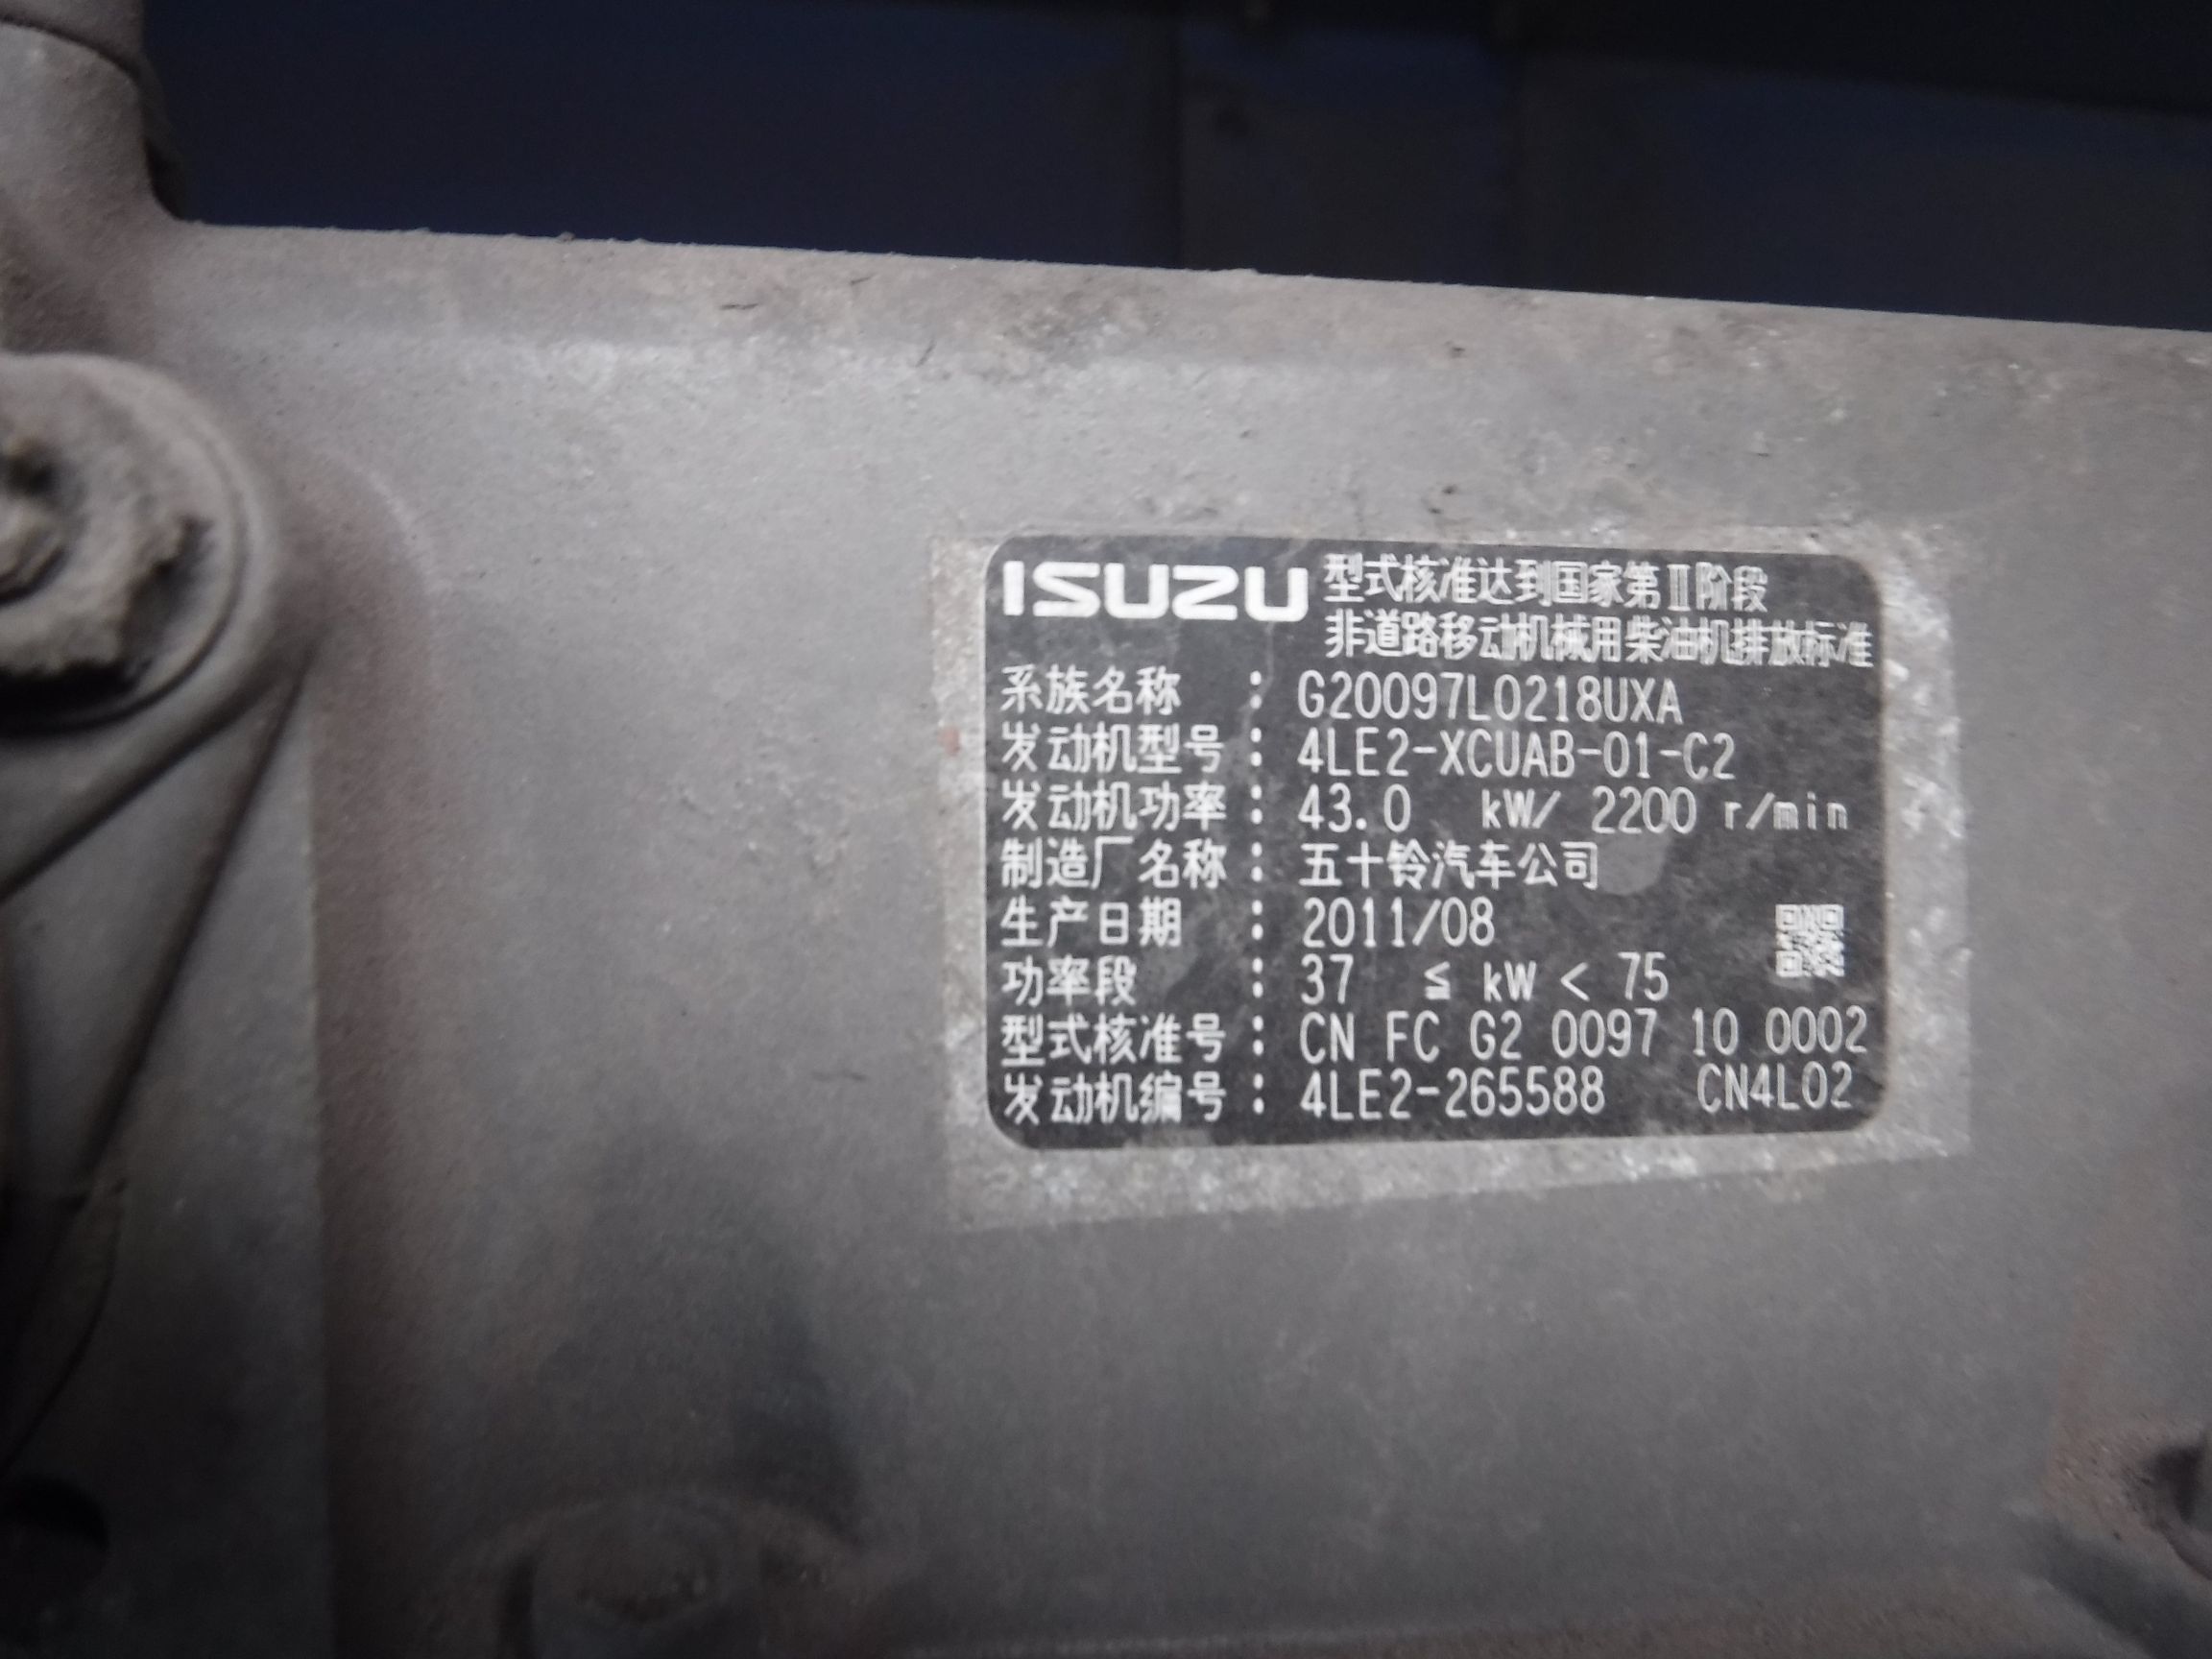 ISUZU 型式核准达到国家第Ⅱ阶段
非道路移动机械用柴油机排放标准
系族名称 : G20097L0218UXA
发动机型号 : 4LE2-XCUAB-01-C2
发动机功率 : 43.0 kW/ 2200 r/min
制造厂名称 : 五十铃汽车公司
生产日期 : 2011/08
功率段 : 37 ≦ kW < 75
型式核准号 : CN FC G2 0097 10 0002
发动机编号 : 4LE2-265588 CN4L02